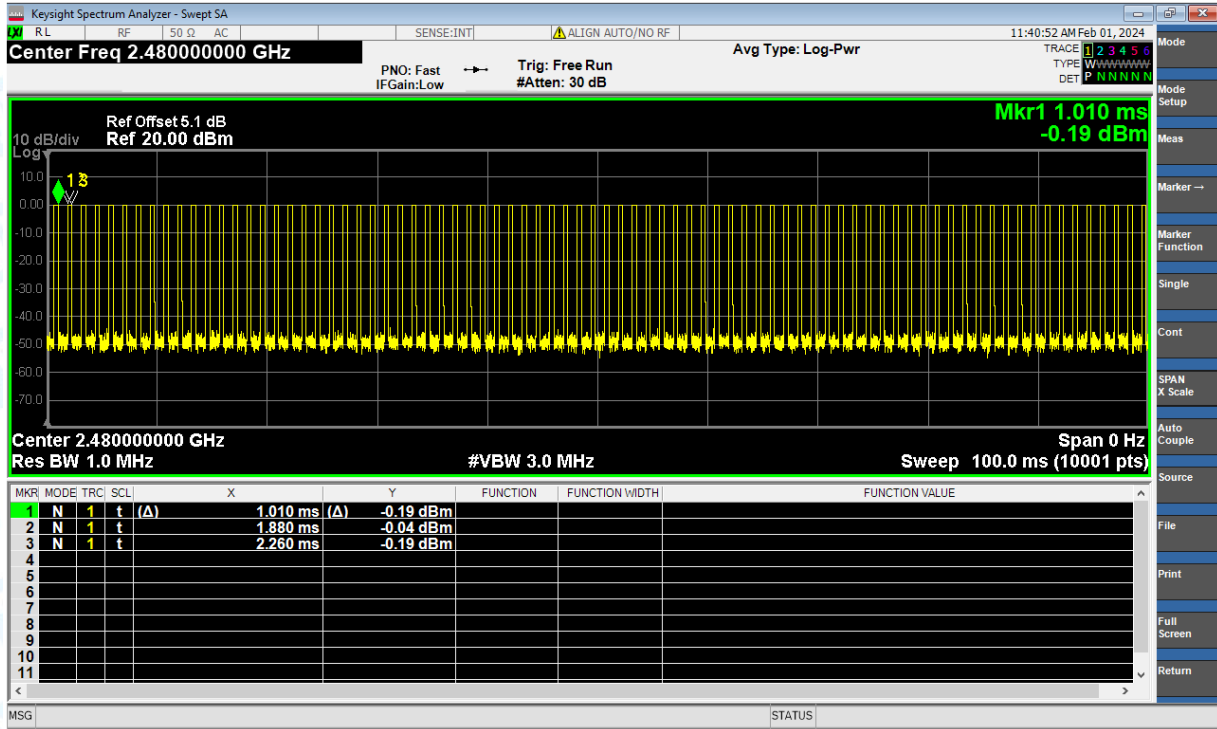 Keysight Spectrum Analyzer - Swept SA
LXI RL RF 50 Ω AC SENSE:INT ALIGN AUTO/NO RF 11:40:52 AM Feb 01, 2024
Center Freq 2.480000000 GHz
Avg Type: Log-Pwr
TRACE 1 2 3 4 5 6
PNO: Fast Trig: Free Run
TYPE WWWWWW
IFGain:Low #Atten: 30 dB
DET P N N N N N
Mkr1 1.010 ms
Ref Offset 5.1 dB
10 dB/div Ref 20.00 dBm -0.19 dBm
Log
10.0
1 3
0.00
-10.0
-20.0
-30.0
-40.0
-50.0
-60.0
-70.0
Center 2.480000000 GHz Span 0 Hz
Res BW 1.0 MHz #VBW 3.0 MHz Sweep 100.0 ms (10001 pts)
MKR MODE TRC SCL X Y FUNCTION FUNCTION WIDTH FUNCTION VALUE
1 N 1 t (Δ) 1.010 ms (Δ) -0.19 dBm
2 N 1 t 1.880 ms -0.04 dBm
3 N 1 t 2.260 ms -0.19 dBm
4
5
6
7
8
9
10
11
MSG STATUS
Mode
Mode
Setup
Meas
Marker →
Marker
Function
Single
Cont
SPAN
X Scale
Auto
Couple
Source
File
Print
Full
Screen
Return